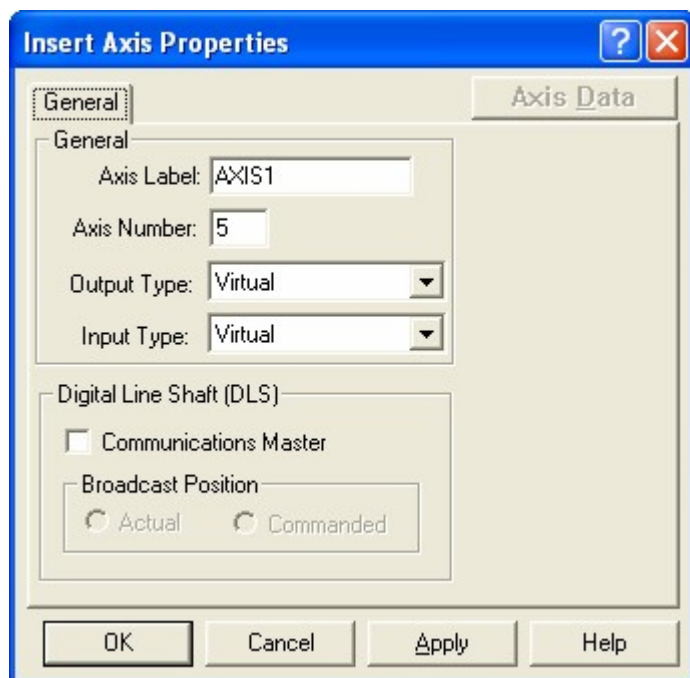 Insert Axis Properties
General
Axis Data
General
Axis Label: AXIS1
Axis Number: 5
Output Type: Virtual
Input Type: Virtual
Digital Line Shaft (DLS)
Communications Master
Broadcast Position
Actual Commanded
OK Cancel Apply Help